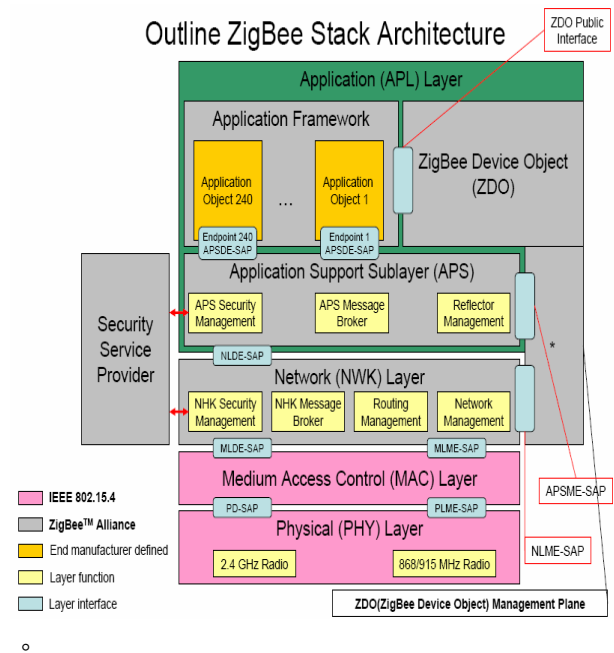 Outline ZigBee Stack Architecture
ZDO Public
Interface
Application (APL) Layer
Application Framework
Application
Object 240
...
Application
Object 1
ZigBee Device Object
(ZDO)
Endpoint 240
APSDE-SAP
Endpoint 1
APSDE-SAP
Application Support Sublayer (APS)
APS Security
Management
APS Message
Broker
Reflector
Management
*
Security
Service
Provider
NLDE-SAP
Network (NWK) Layer
NHK Security
Management
NHK Message
Broker
Routing
Management
Network
Management
MLDE-SAP
MLME-SAP
Medium Access Control (MAC) Layer
APSME-SAP
PD-SAP
PLME-SAP
Physical (PHY) Layer
NLME-SAP
2.4 GHz Radio
868/915 MHz Radio
IEEE 802.15.4
ZigBee™ Alliance
End manufacturer defined
Layer function
Layer interface
ZDO(ZigBee Device Object) Management Plane